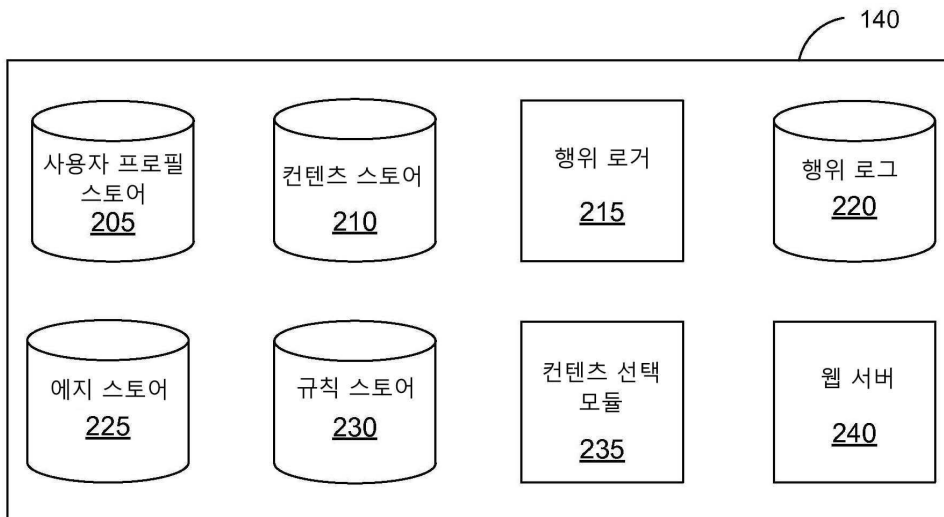 140
사용자 프로필
스토어
205
컨텐츠 스토어
210
행위 로거
215
행위 로그
220
에지 스토어
225
규칙 스토어
230
컨텐츠 선택
모듈
235
웹 서버
240